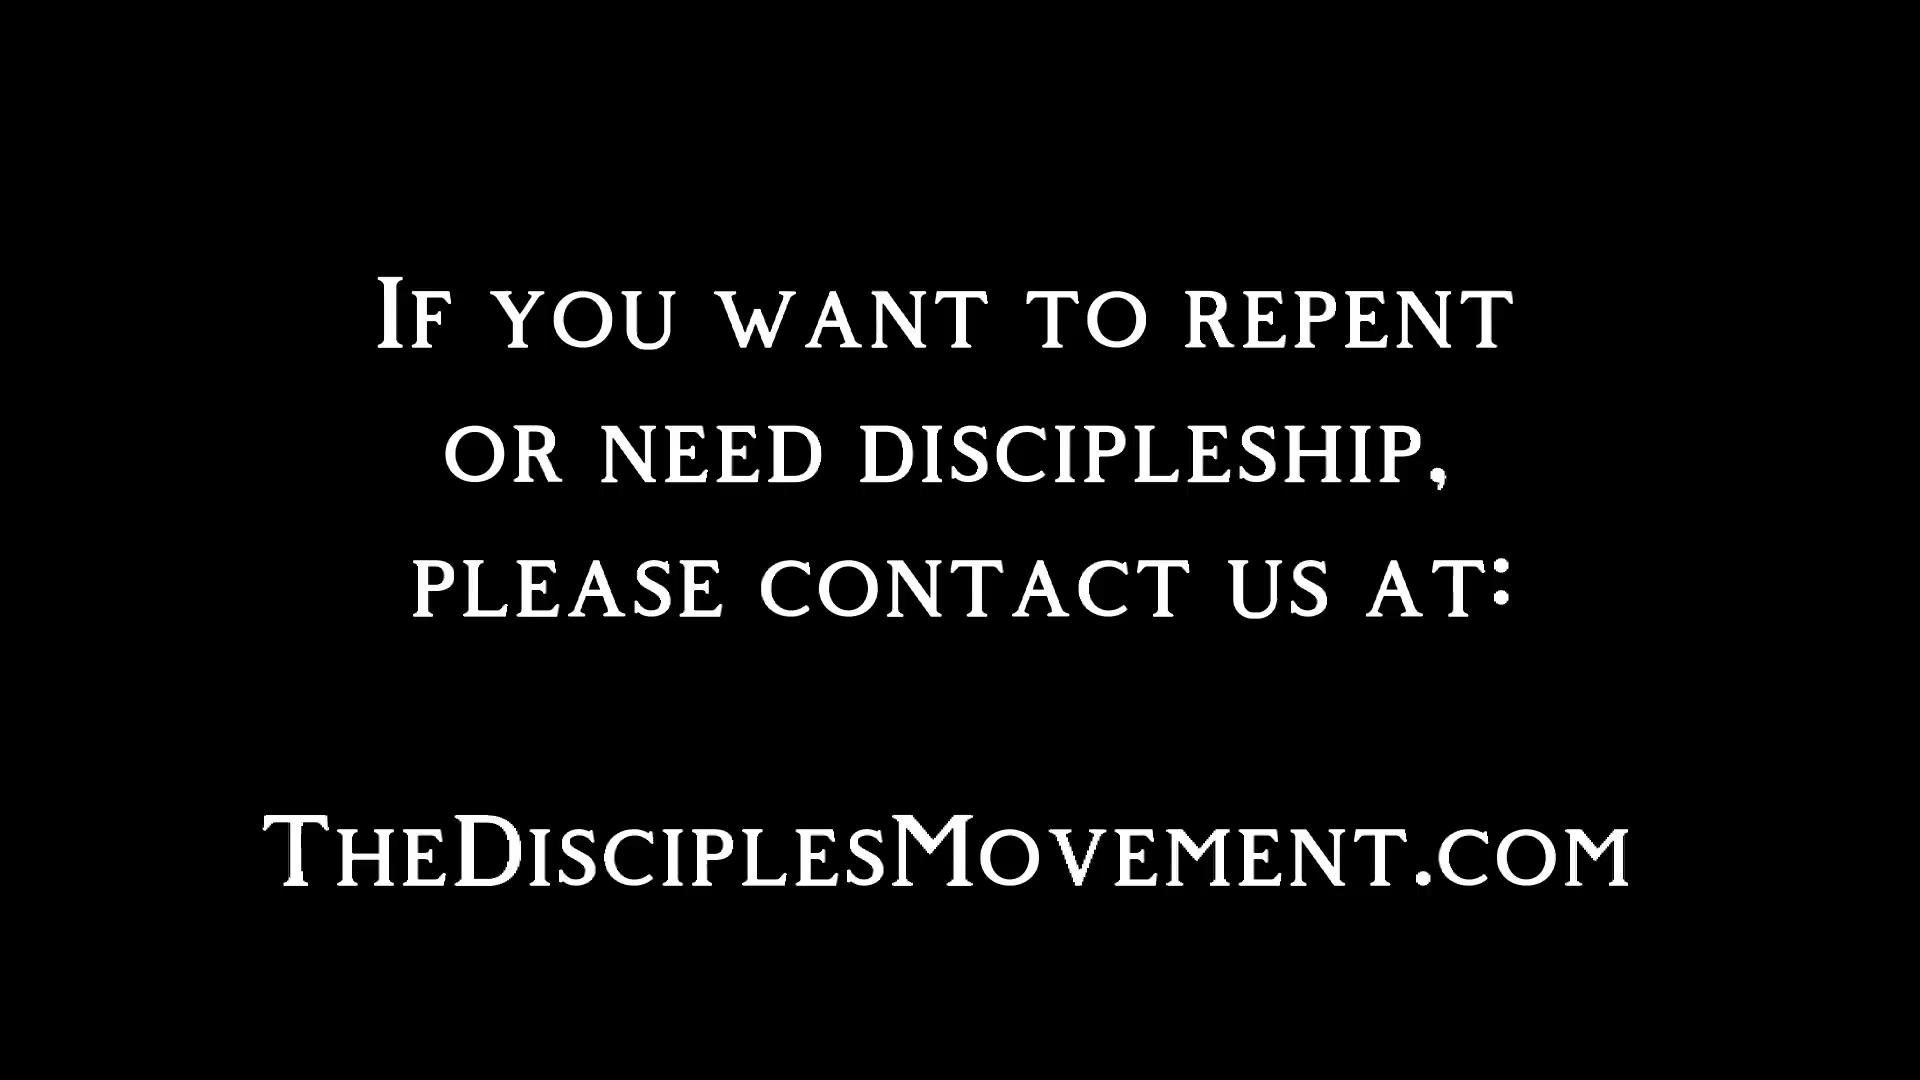 If you want to repent
or need discipleship,
please contact us at:
TheDisciplesMovement.com